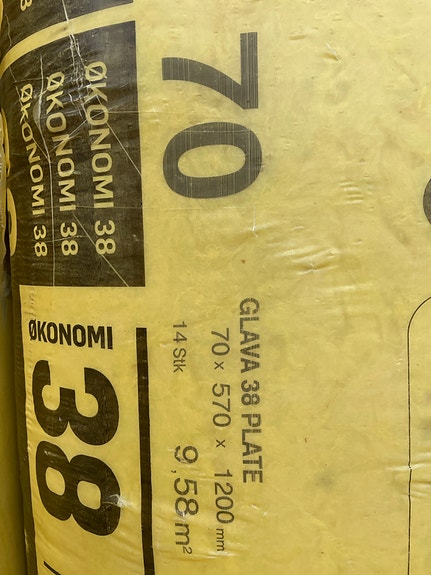 ØKONOMI 38
ØKONOMI 38
ØKONOMI 38
70
ØKONOMI
38
GLAVA 38 PLATE
70 x 570 x 1200 mm
14 Stk 9,58 m²